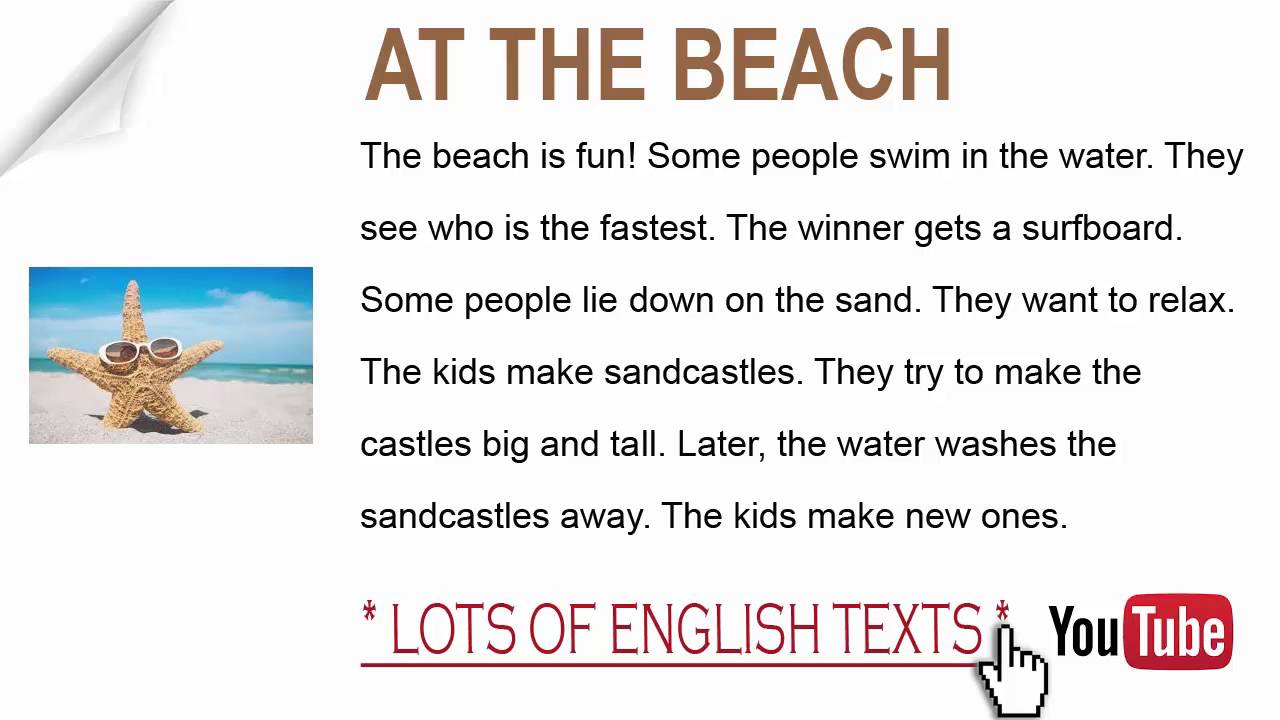 AT THE BEACH
The beach is fun! Some people swim in the water. They
see who is the fastest. The winner gets a surfboard.
Some people lie down on the sand. They want to relax.
The kids make sandcastles. They try to make the
castles big and tall. Later, the water washes the
sandcastles away. The kids make new ones.
* LOTS OF ENGLISH TEXTS * YouTube